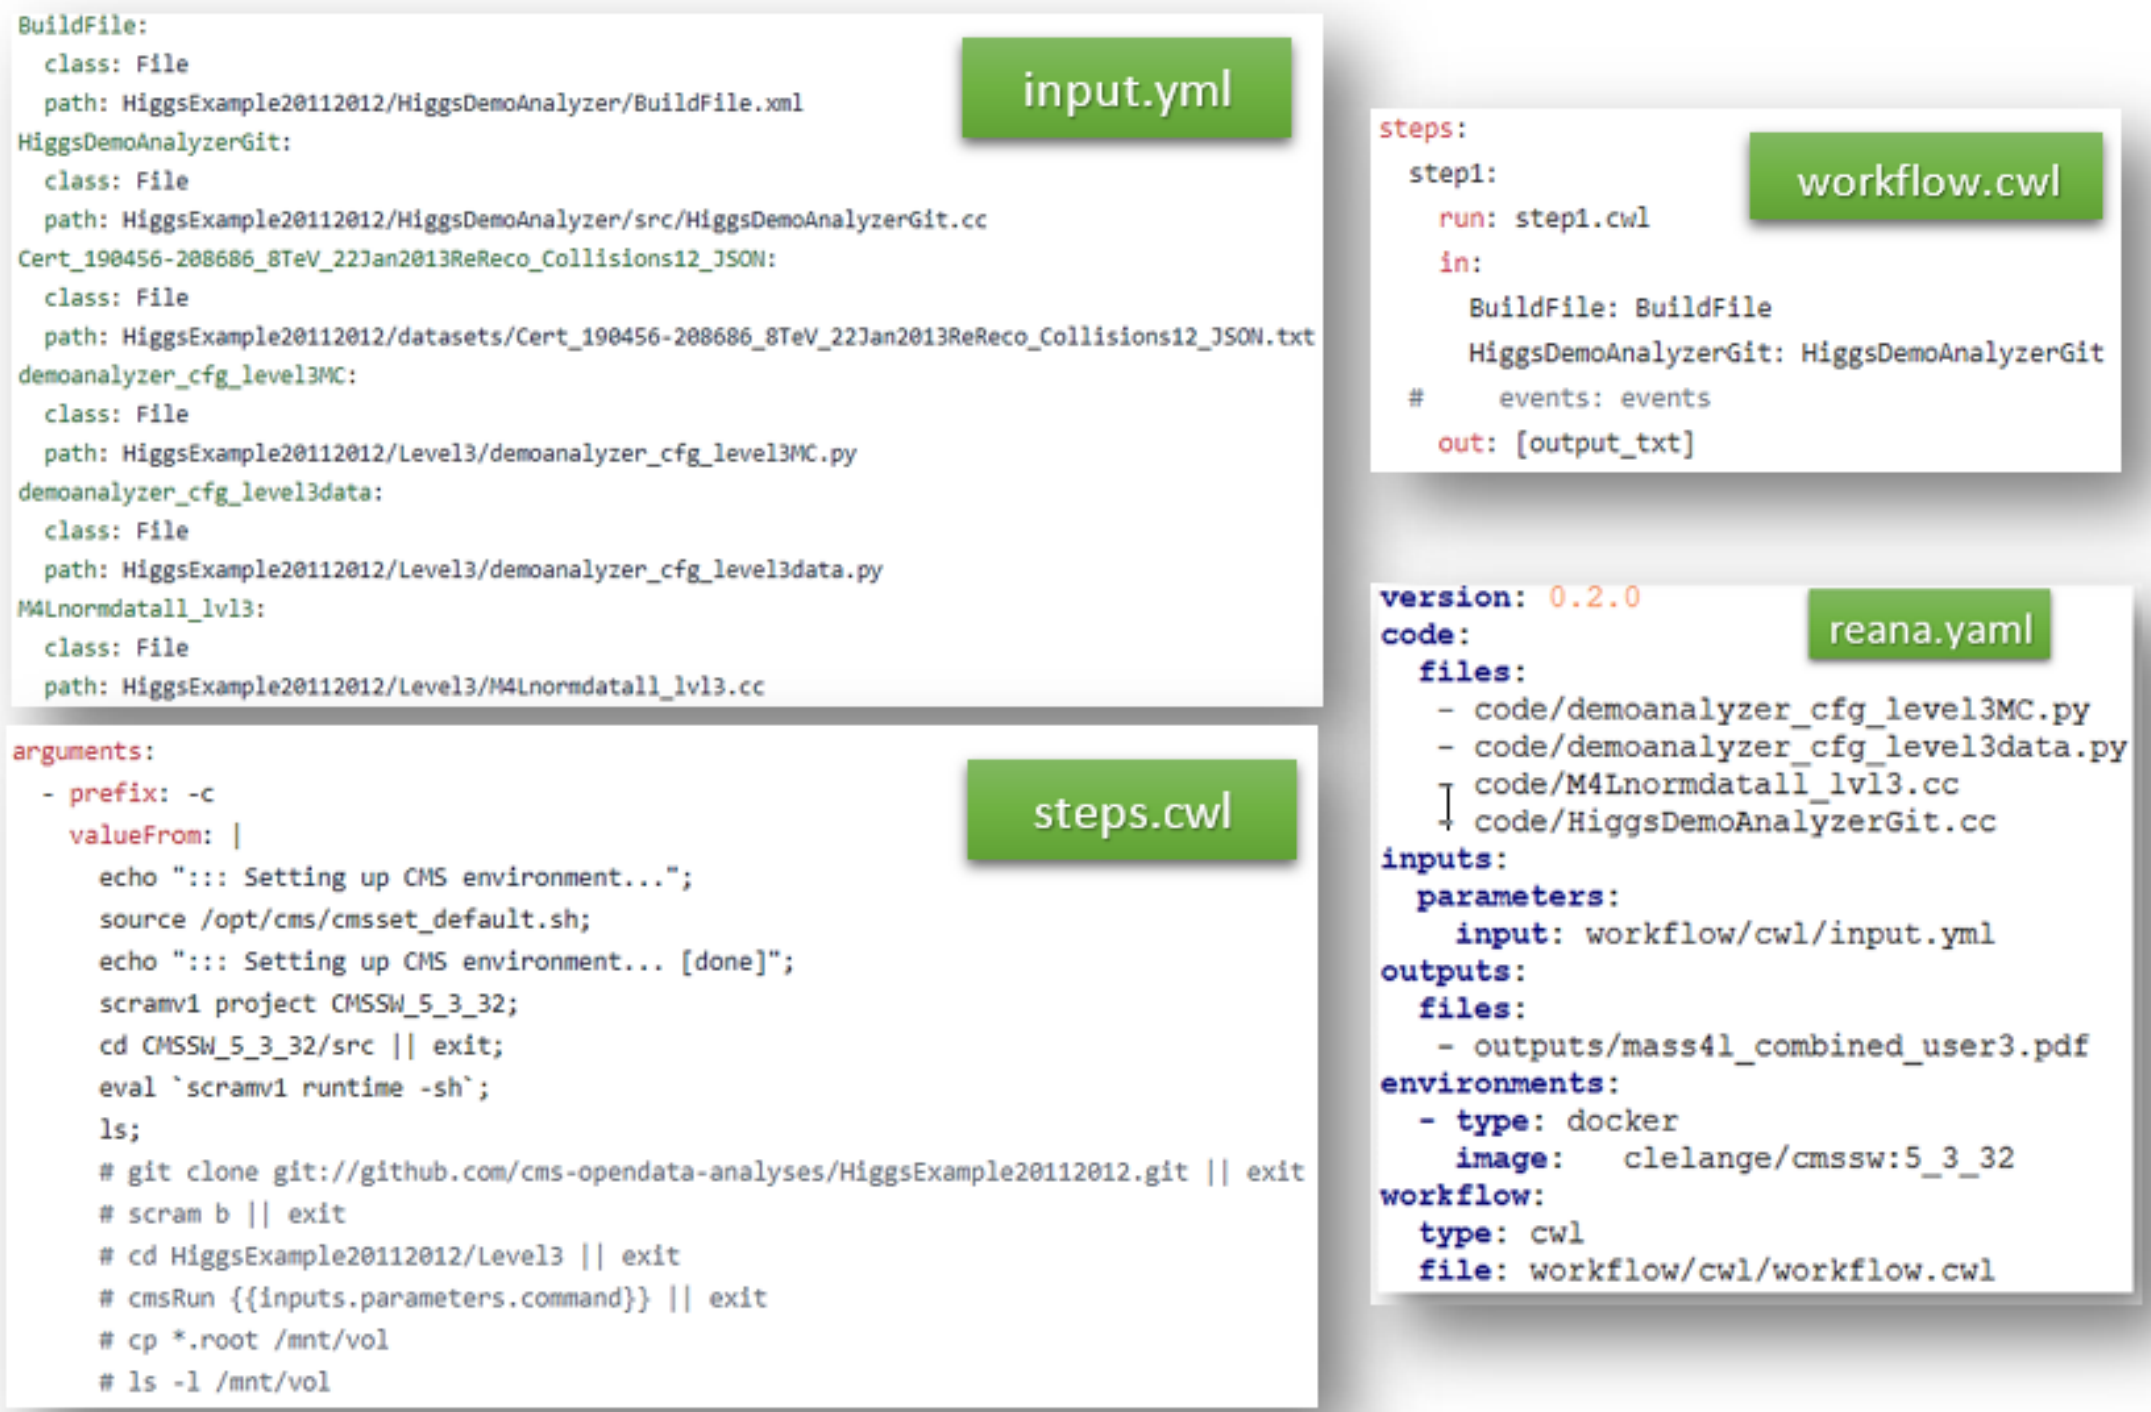 BuildFile:
class: File
path: HiggsExample20112012/HiggsDemoAnalyzer/BuildFile.xml
HiggsDemoAnalyzerGit:
class: File
path: HiggsExample20112012/HiggsDemoAnalyzer/src/HiggsDemoAnalyzerGit.cc
Cert_190456-208686_8TeV_22Jan2013ReReco_Collisions12_JSON:
class: File
path: HiggsExample20112012/datasets/Cert_190456-208686_8TeV_22Jan2013ReReco_Collisions12_JSON.txt
demoanalyzer_cfg_level3MC:
class: File
path: HiggsExample20112012/Level3/demoanalyzer_cfg_level3MC.py
demoanalyzer_cfg_level3data:
class: File
path: HiggsExample20112012/Level3/demoanalyzer_cfg_level3data.py
M4Lnormdatall_lvl3:
class: File
path: HiggsExample20112012/Level3/M4Lnormdatall_lvl3.cc
input.yml
arguments:
- prefix: -c
valueFrom: |
echo "::: Setting up CMS environment...";
source /opt/cms/cmsset_default.sh;
echo "::: Setting up CMS environment... [done]";
scramv1 project CMSSW_5_3_32;
cd CMSSW_5_3_32/src || exit;
eval `scramv1 runtime -sh`;
ls;
# git clone git://github.com/cms-opendata-analyses/HiggsExample20112012.git || exit
# scram b || exit
# cd HiggsExample20112012/Level3 || exit
# cmsRun {{inputs.parameters.command}} || exit
# cp *.root /mnt/vol
# ls -l /mnt/vol
steps.cwl
steps:
step1:
run: step1.cwl
in:
BuildFile: BuildFile
HiggsDemoAnalyzerGit: HiggsDemoAnalyzerGit
# events: events
out: [output_txt]
workflow.cwl
version: 0.2.0
code:
files:
- code/demoanalyzer_cfg_level3MC.py
- code/demoanalyzer_cfg_level3data.py
- code/M4Lnormdatall_lvl3.cc
- code/HiggsDemoAnalyzerGit.cc
inputs:
parameters:
input: workflow/cwl/input.yml
outputs:
files:
- outputs/mass4l_combined_user3.pdf
environments:
- type: docker
image: clelange/cmssw:5_3_32
workflow:
type: cwl
file: workflow/cwl/workflow.cwl
reana.yaml